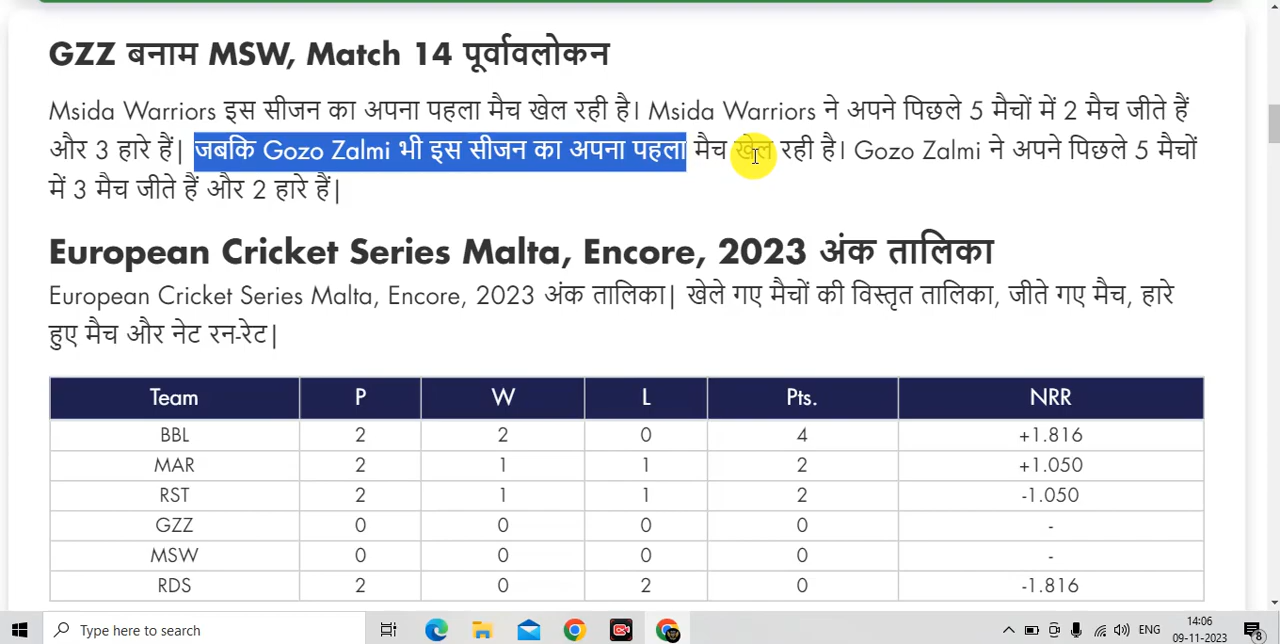 GZZ बनाम MSW, Match 14 पूर्वावलोकन
Msida Warriors इस सीजन का अपना पहला मैच खेल रही है। Msida Warriors ने अपने पिछले 5 मैचों में 2 मैच जीते हैं
और 3 हारे हैं| जबकि Gozo Zalmi भी इस सीजन का अपना पहला मैच खेल रही है। Gozo Zalmi ने अपने पिछले 5 मैचों
में 3 मैच जीते हैं और 2 हारे हैं|
European Cricket Series Malta, Encore, 2023 अंक तालिका
European Cricket Series Malta, Encore, 2023 अंक तालिका| खेले गए मैचों की विस्तृत तालिका, जीते गए मैच, हारे
हुए मैच और नेट रन-रेट|
Team P W L Pts. NRR
BBL 2 2 0 4 +1.816
MAR 2 1 1 2 +1.050
RST 2 1 1 2 -1.050
GZZ 0 0 0 0 -
MSW 0 0 0 0 -
RDS 2 0 2 0 -1.816
Type here to search
ENG
14:06
09-11-2023
8